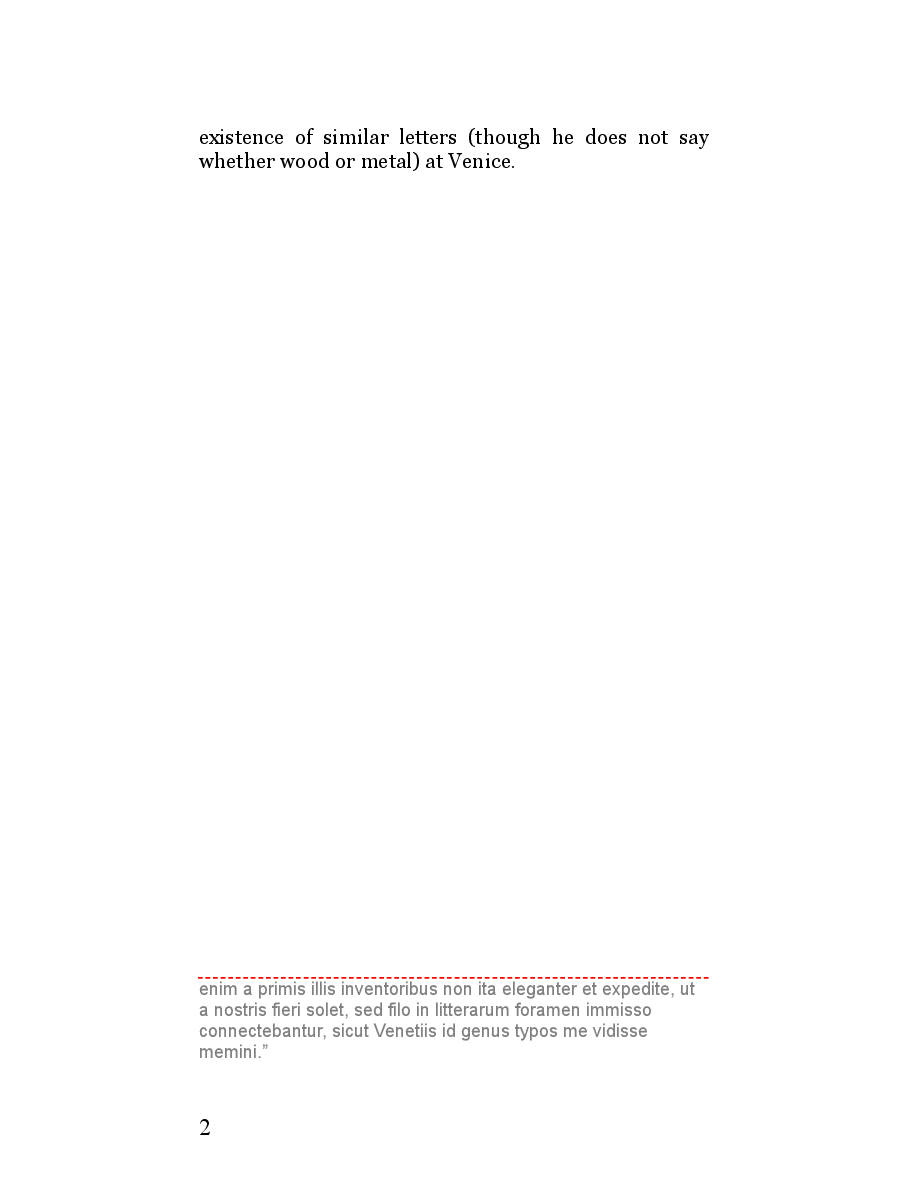 existence of similar letters (though he does not say
whether wood or metal) at Venice.
enim a primis illis inventoribus non ita eleganter et expedite, ut
a nostris fieri solet, sed filo in litterarum foramen immisso
connectebantur, sicut Venetiis id genus typos me vidisse
memini.”
2